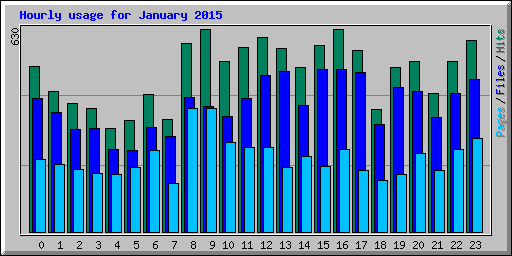 Hourly usage for January 2015
630
Pages/Files/Hits
0 1 2 3 4 5 6 7 8 9 10 11 12 13 14 15 16 17 18 19 20 21 22 23